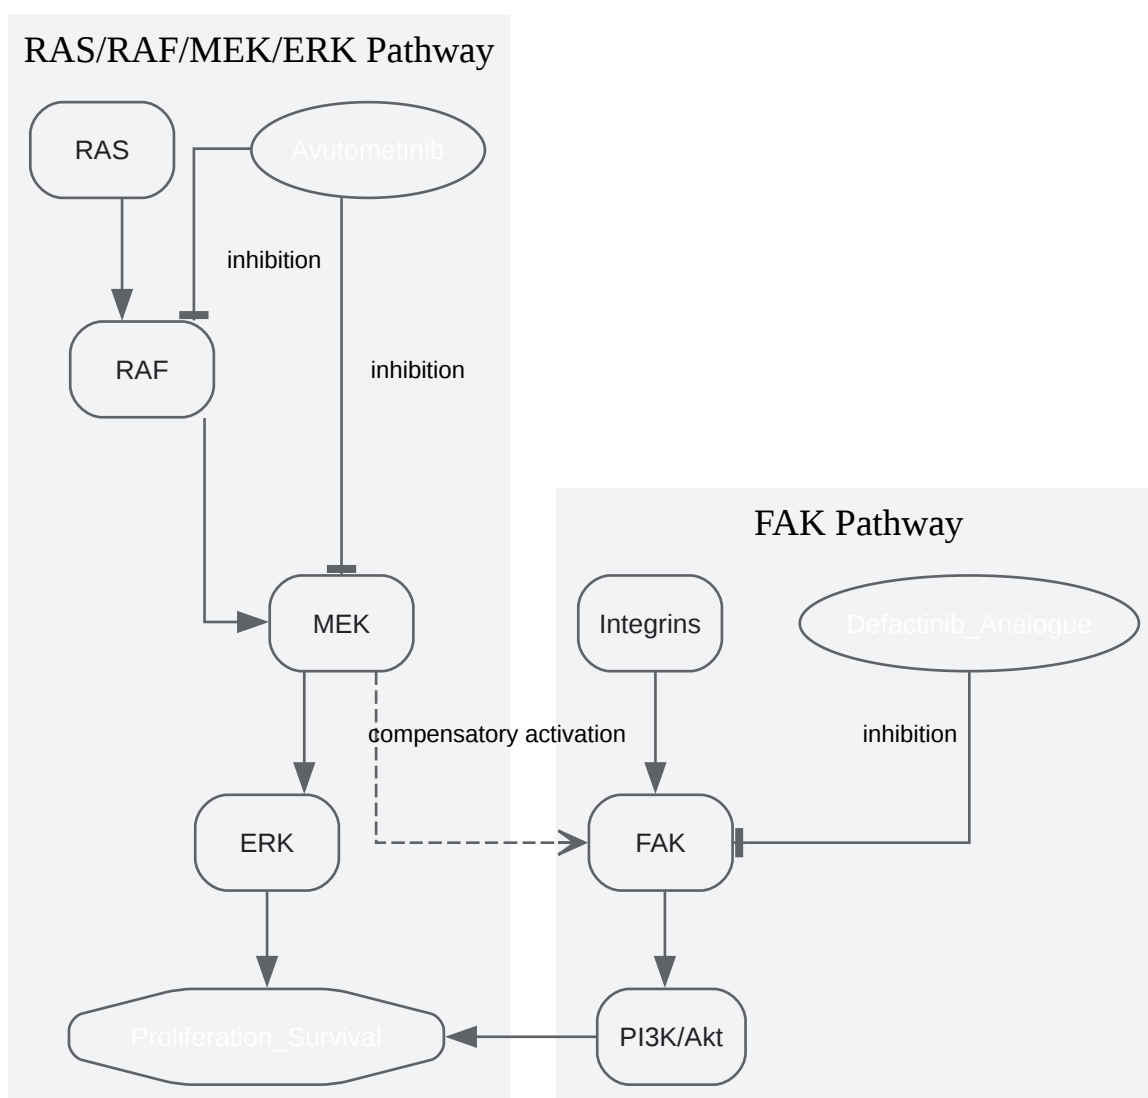 RAS/RAF/MEK/ERK Pathway
RAS
Avutometinib
inhibition
RAF
inhibition
FAK Pathway
MEK
Integrins
Defactinib_Analogue
compensatory activation
inhibition
ERK
FAK
Proliferation_Survival
PI3K/Akt